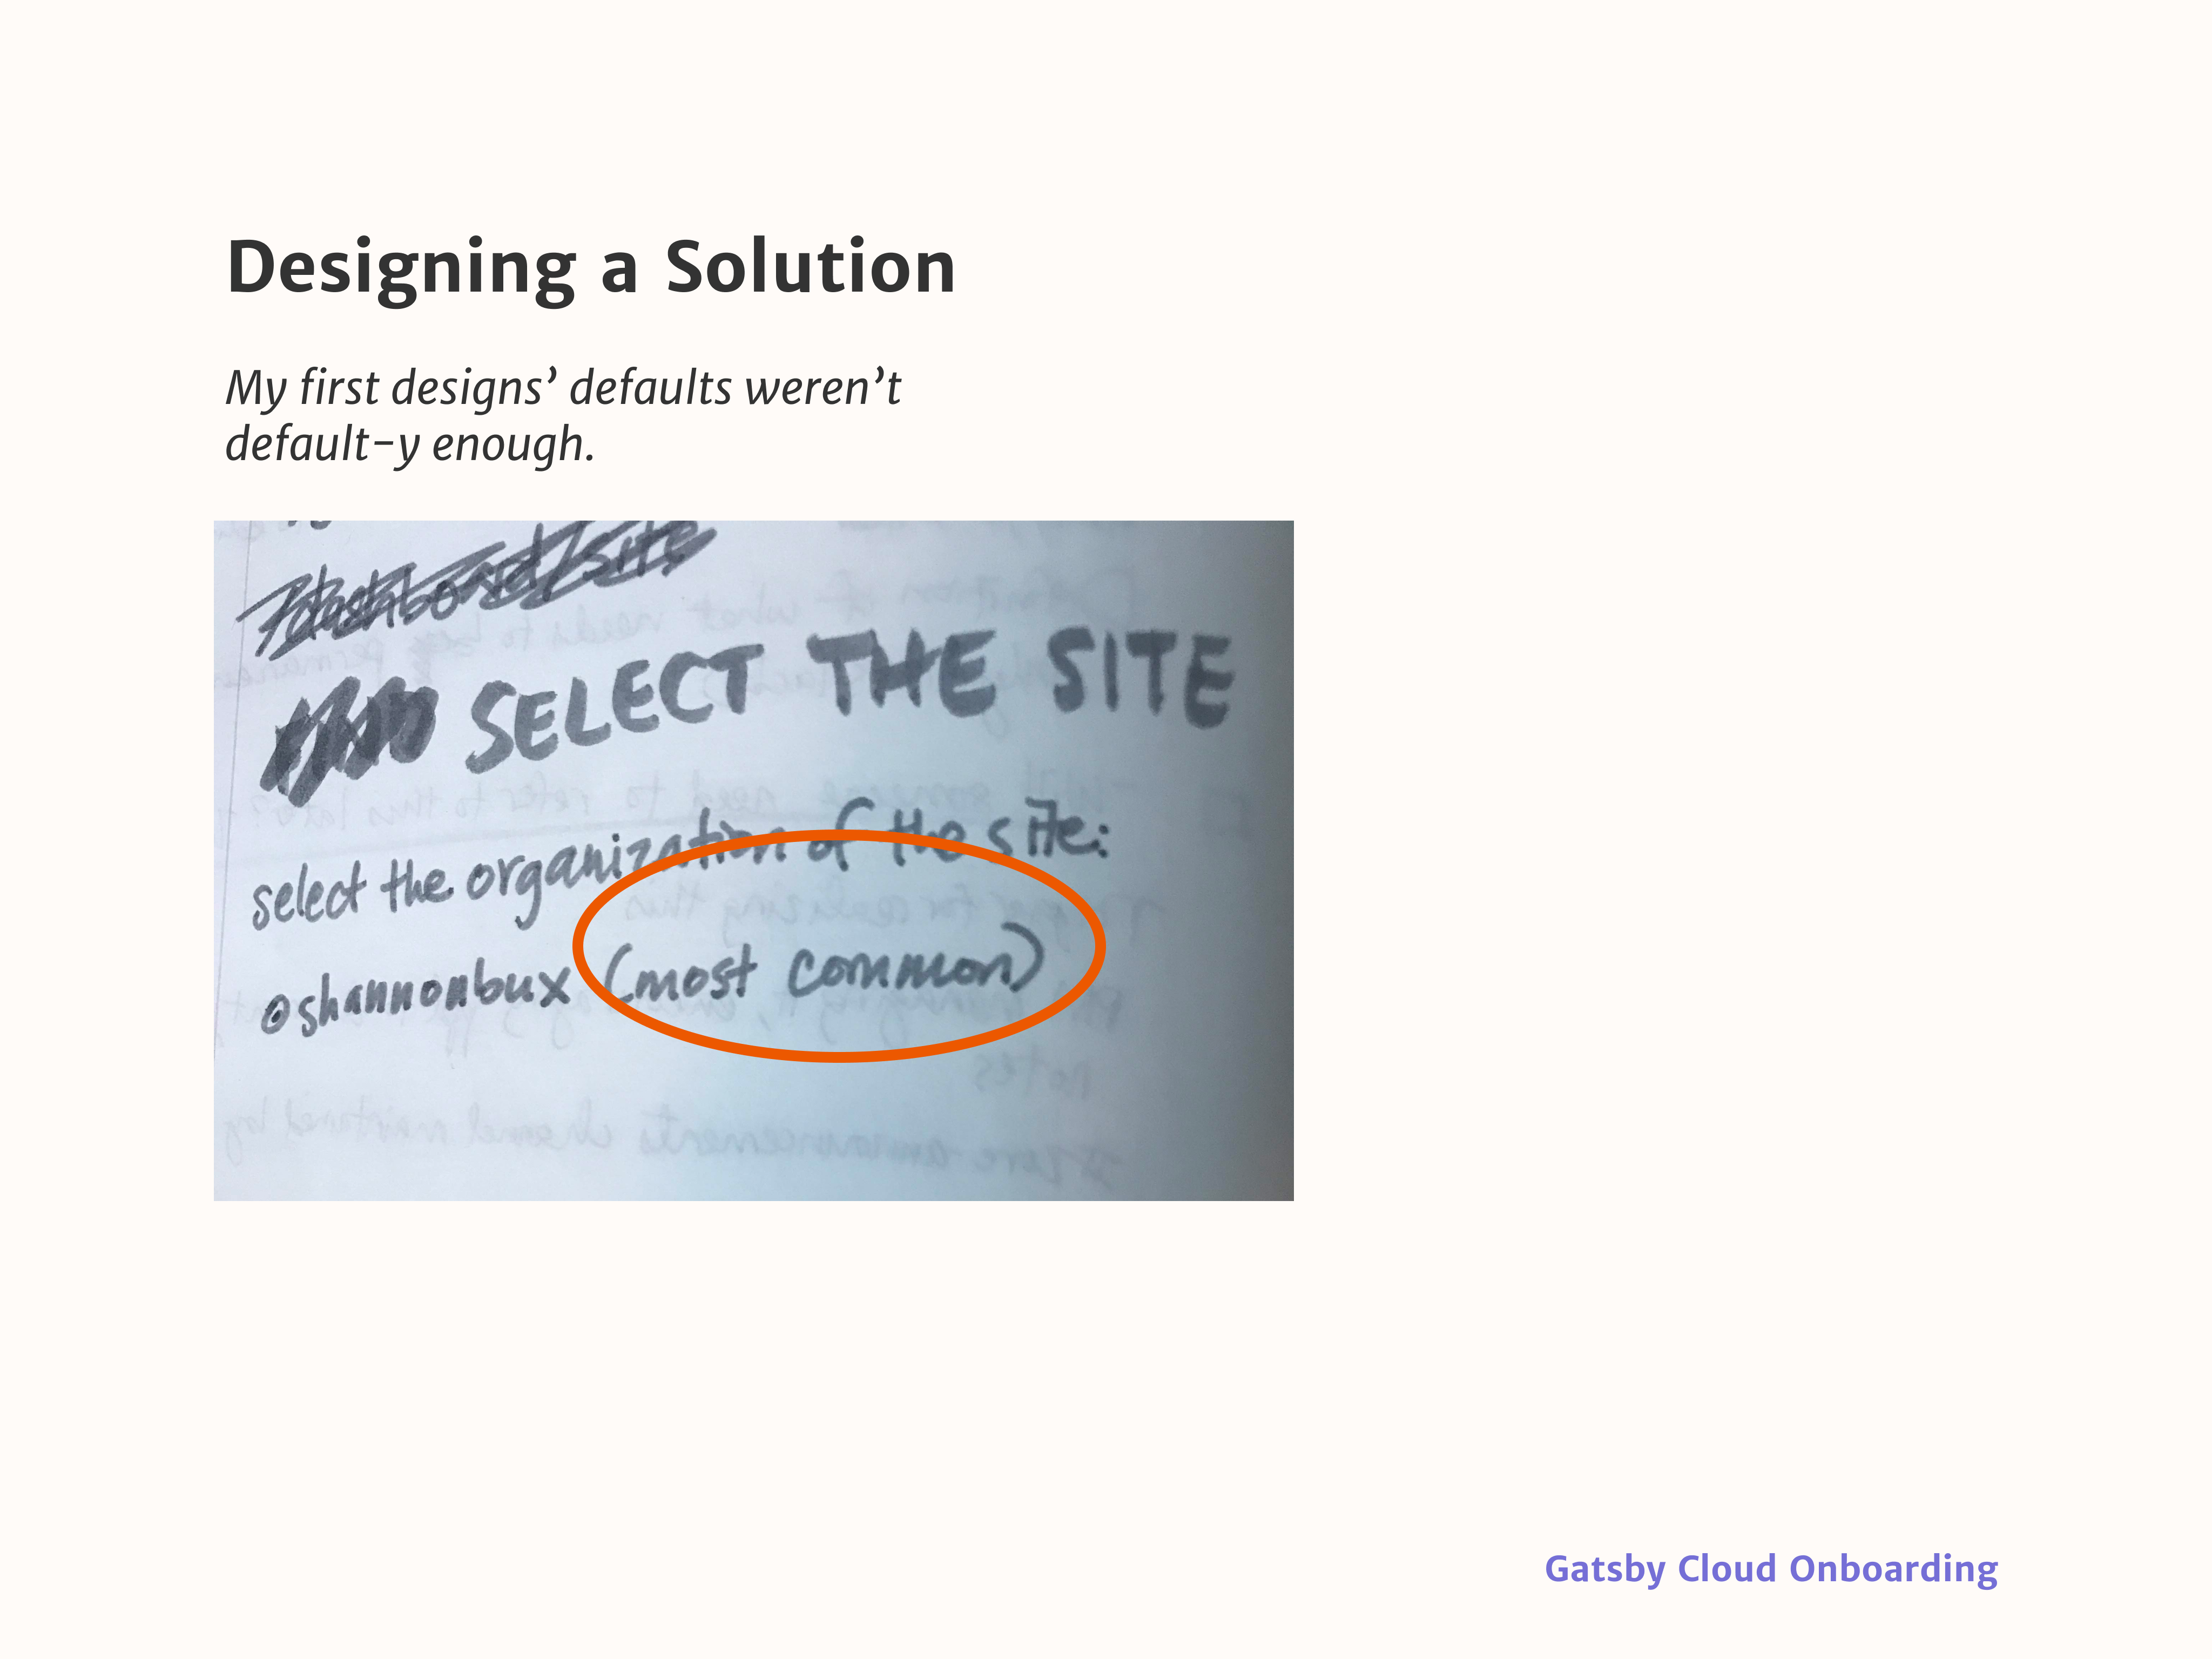 Designing a Solution
My first designs’ defaults weren’t
default-y enough.
/dashboard/site
SELECT THE SITE
select the organization of the site:
shannonbux (most common)
Gatsby Cloud Onboarding